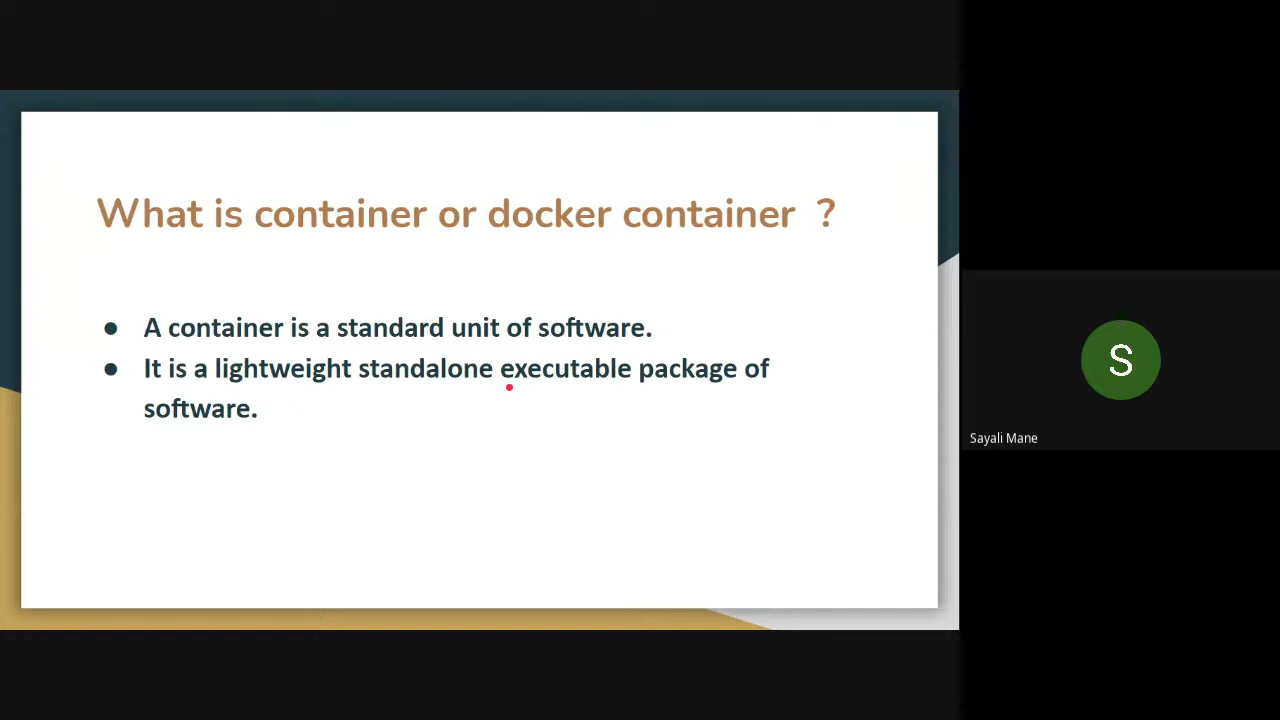 What is container or docker container ?
● A container is a standard unit of software.
● It is a lightweight standalone executable package of
software.
S
Sayali Mane